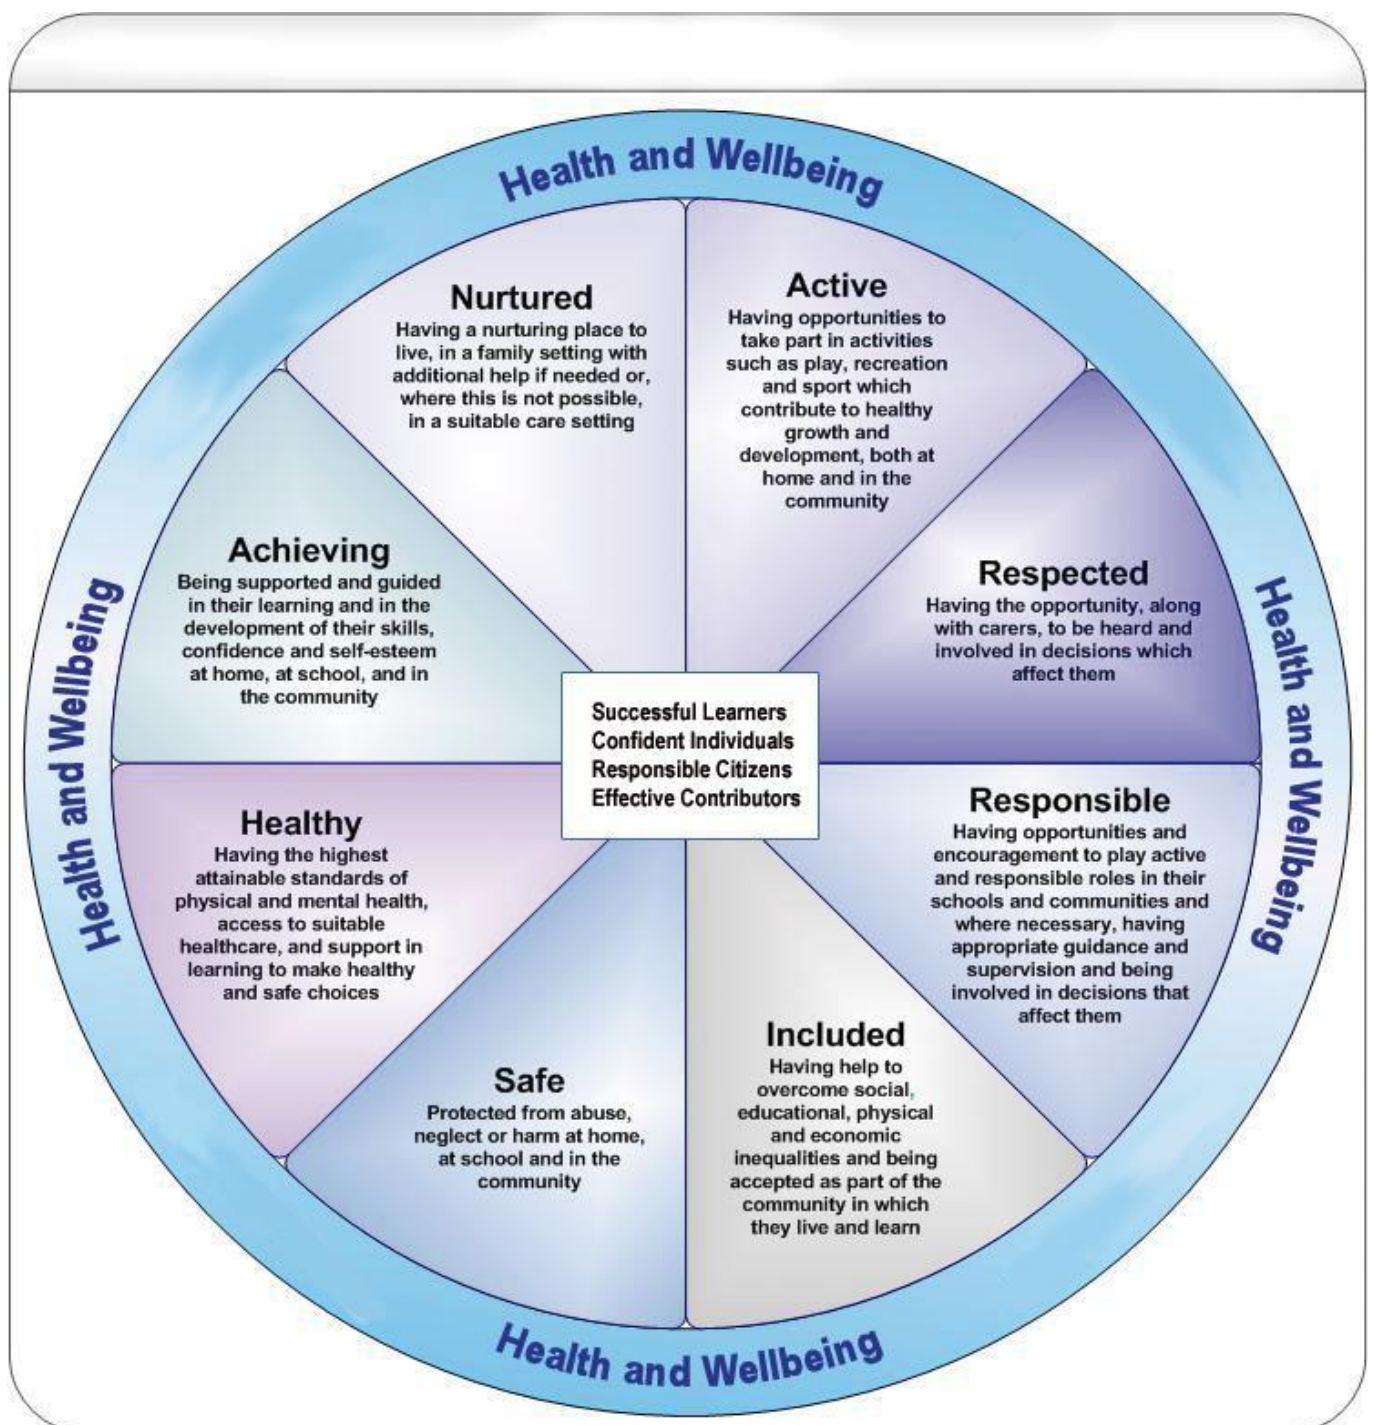 Health and Wellbeing
Nurtured
Having a nurturing place to
live, in a family setting with
additional help if needed or,
where this is not possible,
in a suitable care setting
Active
Having opportunities to
take part in activities
such as play, recreation
and sport which
contribute to healthy
growth and
development, both at
home and in the
community
Respected
Having the opportunity, along
with carers, to be heard and
involved in decisions which
affect them
Responsible
Having opportunities and
encouragement to play active
and responsible roles in their
schools and communities and
where necessary, having
appropriate guidance and
supervision and being
involved in decisions that
affect them
Included
Having help to
overcome social,
educational, physical
and economic
inequalities and being
accepted as part of the
community in which
they live and learn
Safe
Protected from abuse,
neglect or harm at home,
at school and in the
community
Healthy
Having the highest
attainable standards of
physical and mental health,
access to suitable
healthcare, and support in
learning to make healthy
and safe choices
Achieving
Being supported and guided
in their learning and in the
development of their skills,
confidence and self-esteem
at home, at school, and in
the community
Successful Learners
Confident Individuals
Responsible Citizens
Effective Contributors
Health and Wellbeing
Health and Wellbeing
Health and Wellbeing